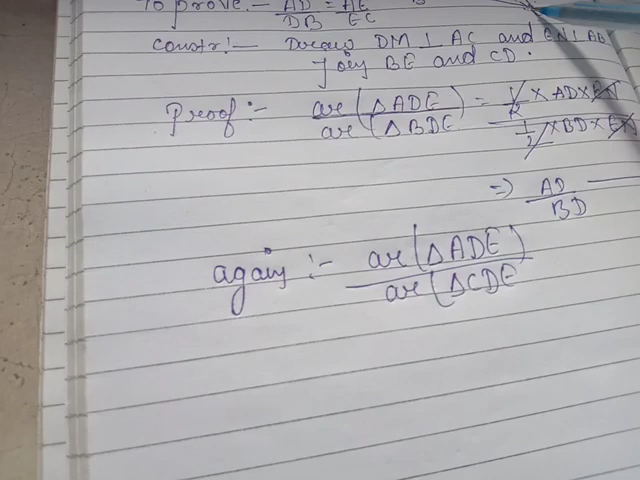 To prove:- AD/DB = AE/EC
Constr:- Draw DM ⊥ AC and EN ⊥ AB
Join BE and CD.
Proof:- ar(ΔADE)/ar(ΔBDE = 1/2 × AD × EN/1/2 × BD × EN
=> AD/BD
again:- ar(ΔADE)/ar(ΔCDE